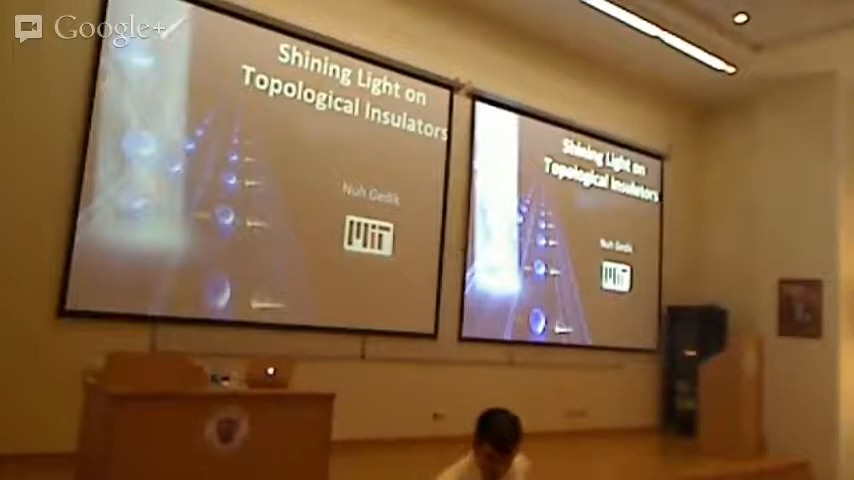 Google+
Shining Light on
Topological Insulators
Nuh Gedik
MIT
Shining Light on
Topological Insulators
Nuh Gedik
MIT